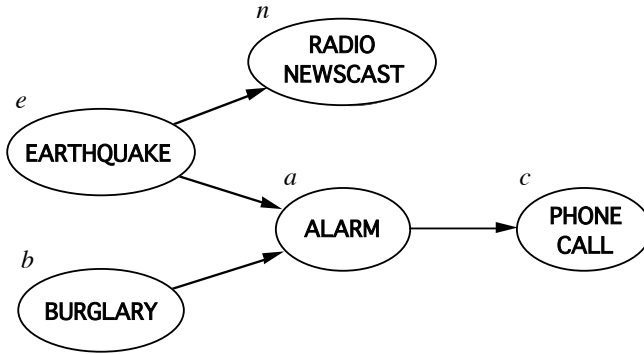 n
RADIO
NEWSCAST
e
EARTHQUAKE
a
ALARM
c
PHONE
CALL
b
BURGLARY